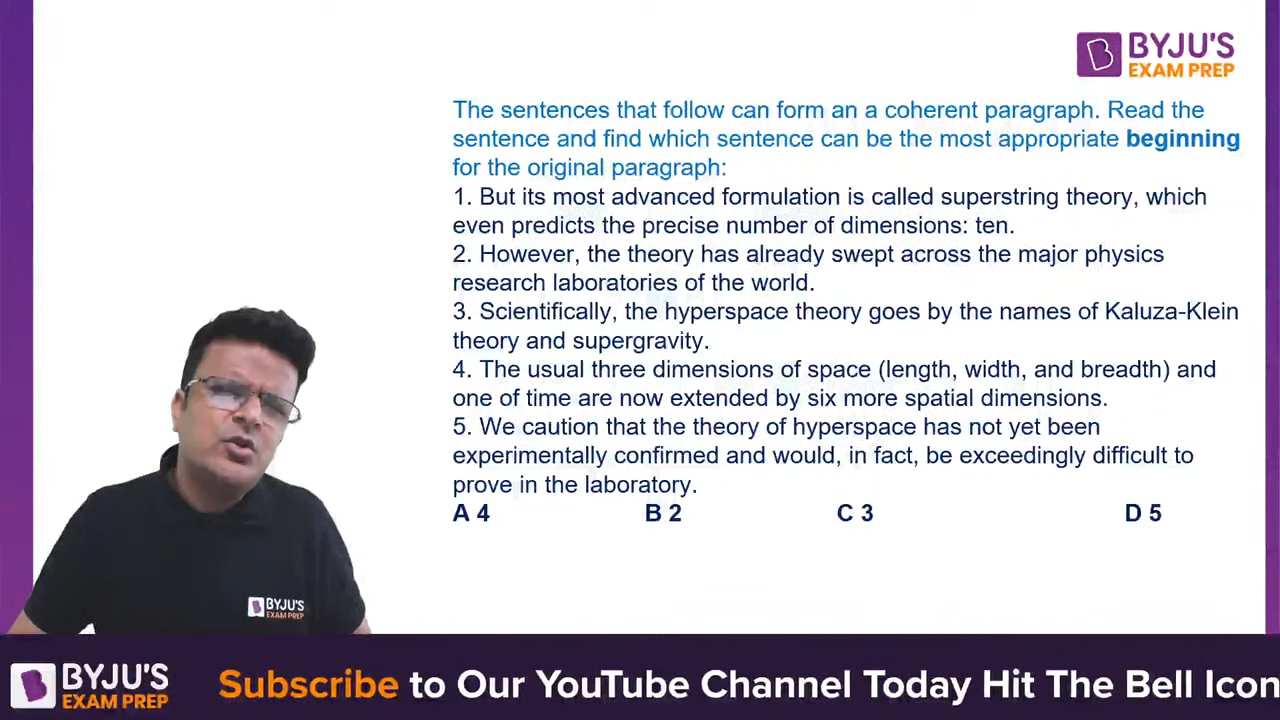 BYJU'S
EXAM PREP
The sentences that follow can form an a coherent paragraph. Read the
sentence and find which sentence can be the most appropriate beginning
for the original paragraph:
1. But its most advanced formulation is called superstring theory, which
even predicts the precise number of dimensions: ten.
2. However, the theory has already swept across the major physics
research laboratories of the world.
3. Scientifically, the hyperspace theory goes by the names of Kaluza-Klein
theory and supergravity.
4. The usual three dimensions of space (length, width, and breadth) and
one of time are now extended by six more spatial dimensions.
5. We caution that the theory of hyperspace has not yet been
experimentally confirmed and would, in fact, be exceedingly difficult to
prove in the laboratory.
A 4 B 2 C 3 D 5
BYJU'S
EXAM PREP
BYJU'S
EXAM PREP
Subscribe to Our YouTube Channel Today Hit The Bell Icon